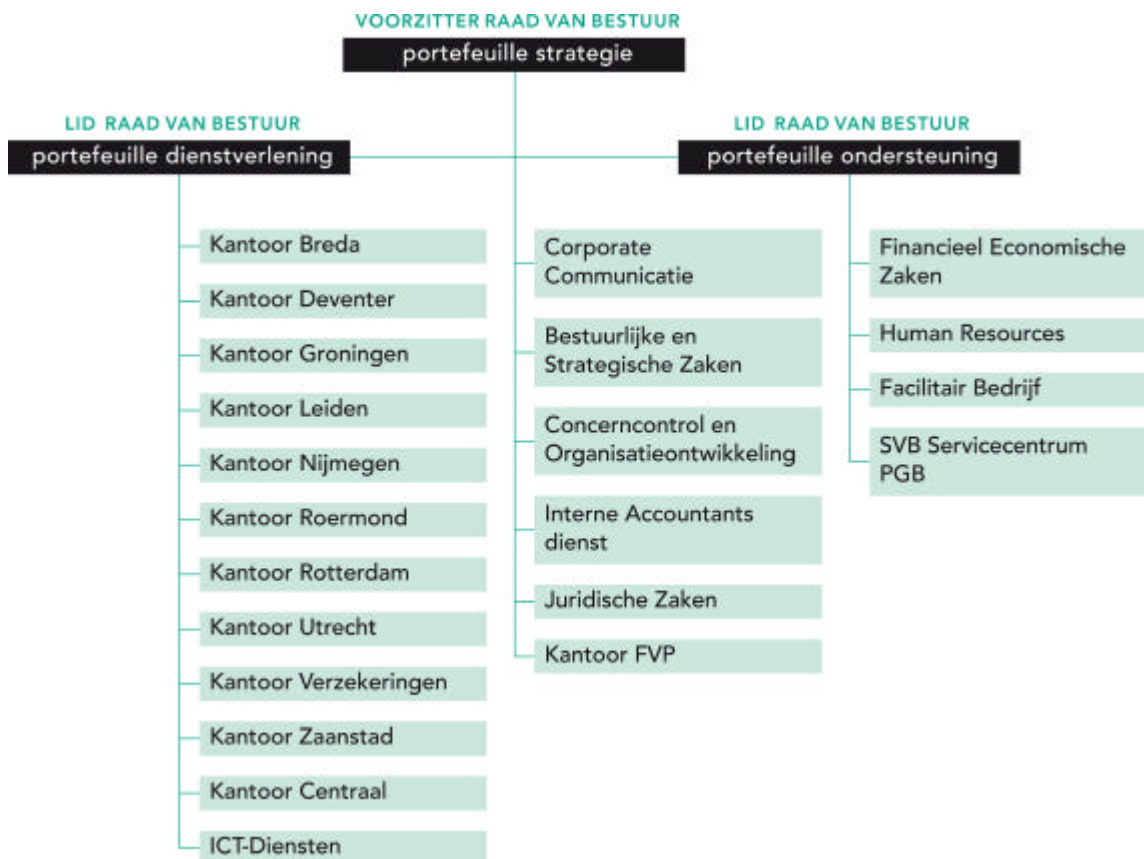 VOORZITTER RAAD VAN BESTUUR
portefeuille strategie
LID RAAD VAN BESTUUR
portefeuille dienstverlening
LID RAAD VAN BESTUUR
portefeuille ondersteuning
Kantoor Breda
Kantoor Deventer
Kantoor Groningen
Kantoor Leiden
Kantoor Nijmegen
Kantoor Roermond
Kantoor Rotterdam
Kantoor Utrecht
Kantoor Verzekeringen
Kantoor Zaanstad
Kantoor Centraal
ICT-Diensten
Corporate
Communicatie
Bestuurlijke en
Strategische Zaken
Concerncontrol en
Organisatieontwikkeling
Interne Accountants
dienst
Juridische Zaken
Kantoor FVP
Financieel Economische
Zaken
Human Resources
Facilitair Bedrijf
SVB Servicecentrum
PGB